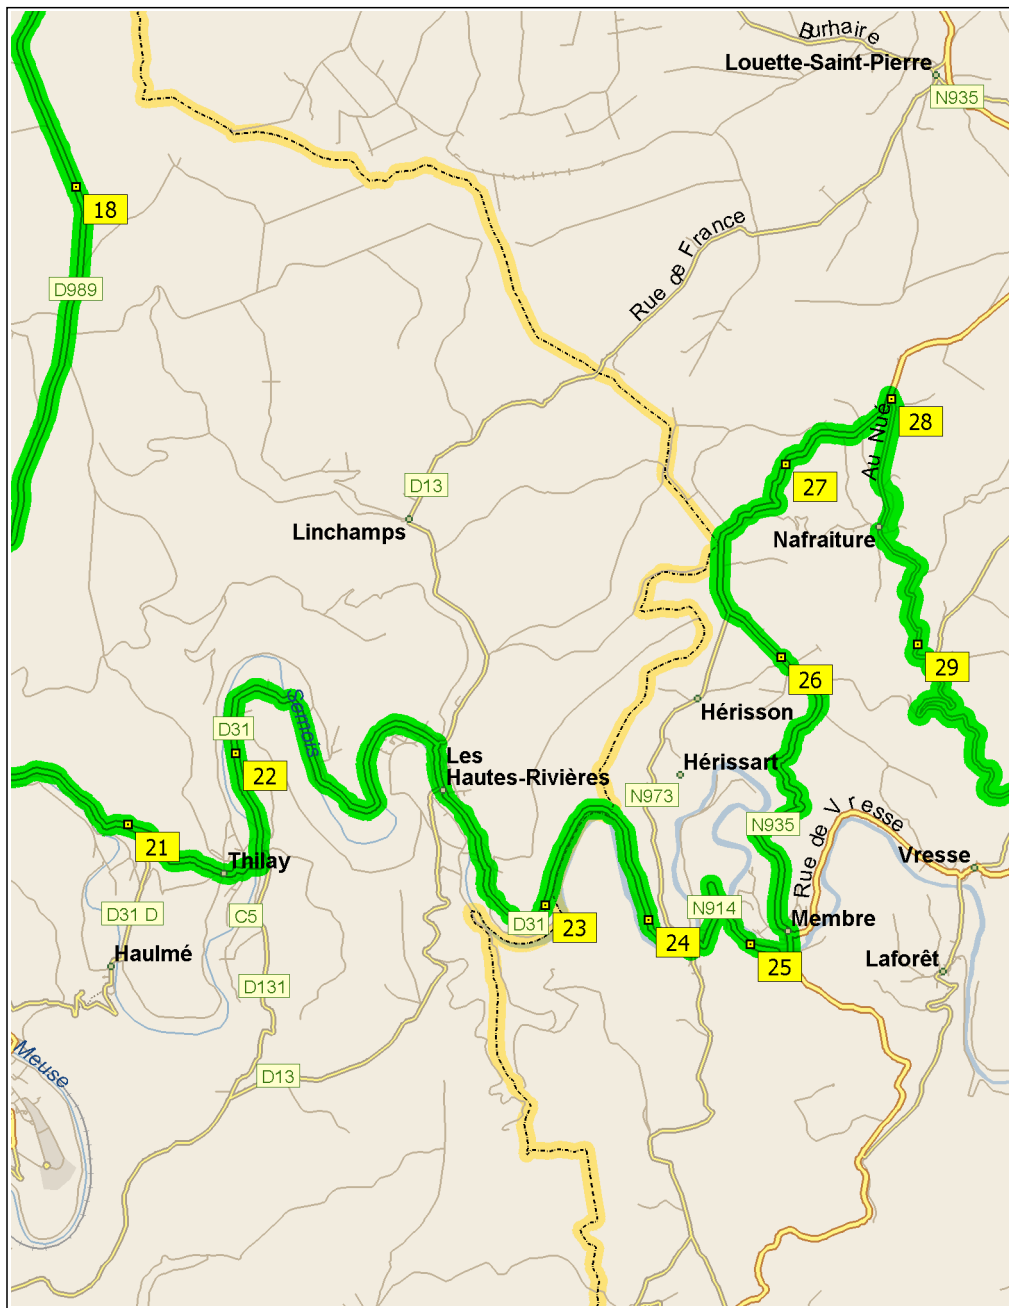 Burhaire
Louette-Saint-Pierre
N935
18
Rue de France
D989
28
Au Nué
27
D13
Linchamps
Nafraiture
29
26
Semois
Hérisson
D31
Les
Hautes-Rivières
22
Hérissart
N973
Rue de Vresse
N935
21
Thilay
Vresse
N914
D31 D
C5
D31
23
Membre
24
25
Haulmé
Laforêt
D131
Meuse
D13